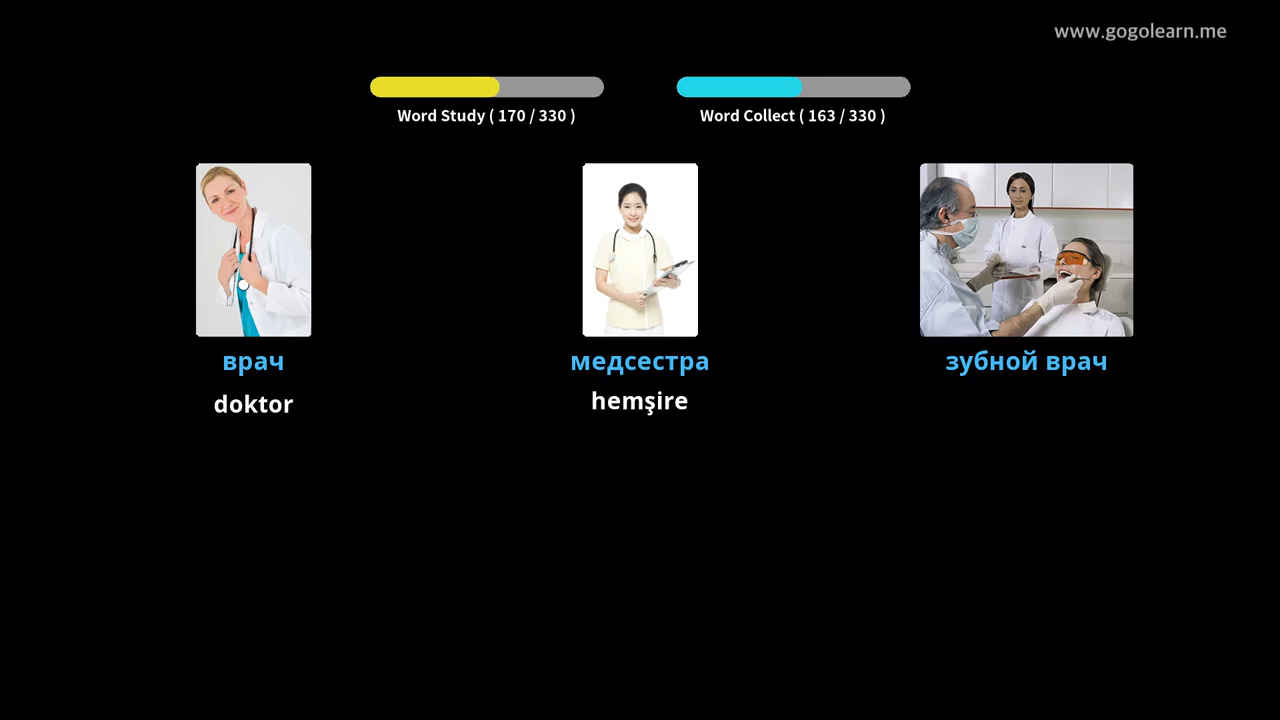 www.gogolearn.me
Word Study ( 170 / 330 )
Word Collect ( 163 / 330 )
врач
медсестра
зубной врач
doktor
hemşire